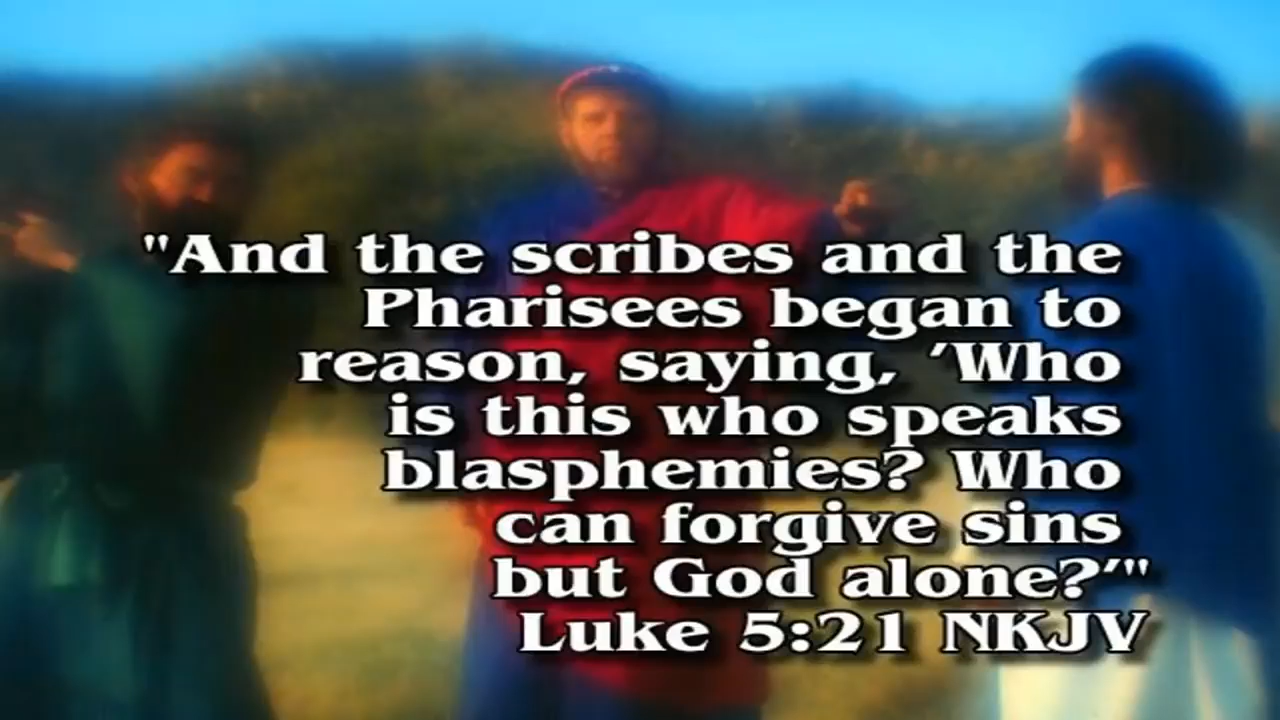 "And the scribes and the
Pharisees began to
reason, saying, 'Who
is this who speaks
blasphemies? Who
can forgive sins
but God alone?'"
Luke 5:21 NKJV